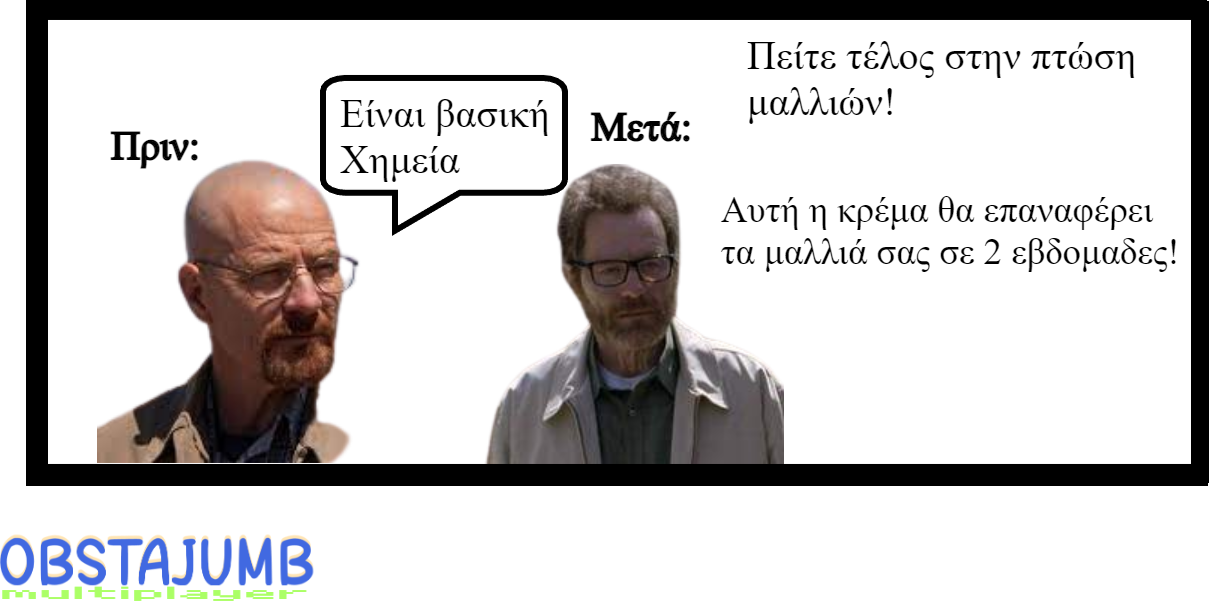 Πείτε τέλος στην πτώση
μαλλιών!
Είναι βασική
Χημεία
Πριν:
Μετά:
Αυτή η κρέμα θα επαναφέρει
τα μαλλιά σας σε 2 εβδομαδες!
OBSTAJUMB
multiplayer